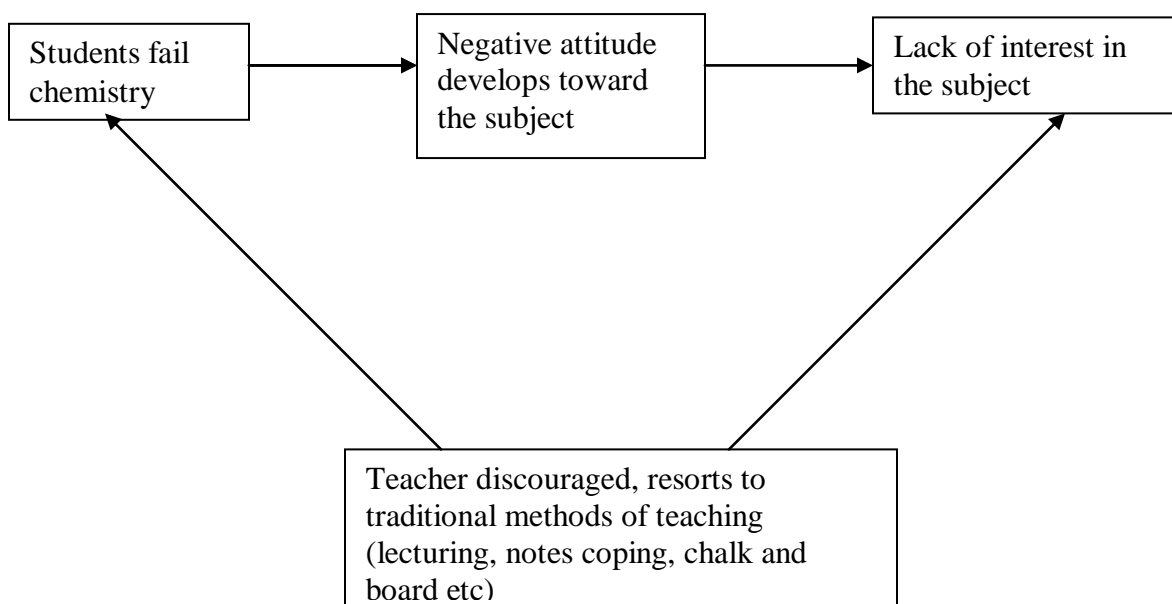 Students fail
chemistry
Negative attitude
develops toward
the subject
Lack of interest in
the subject
Teacher discouraged, resorts to
traditional methods of teaching
(lecturing, notes coping, chalk and
board etc)